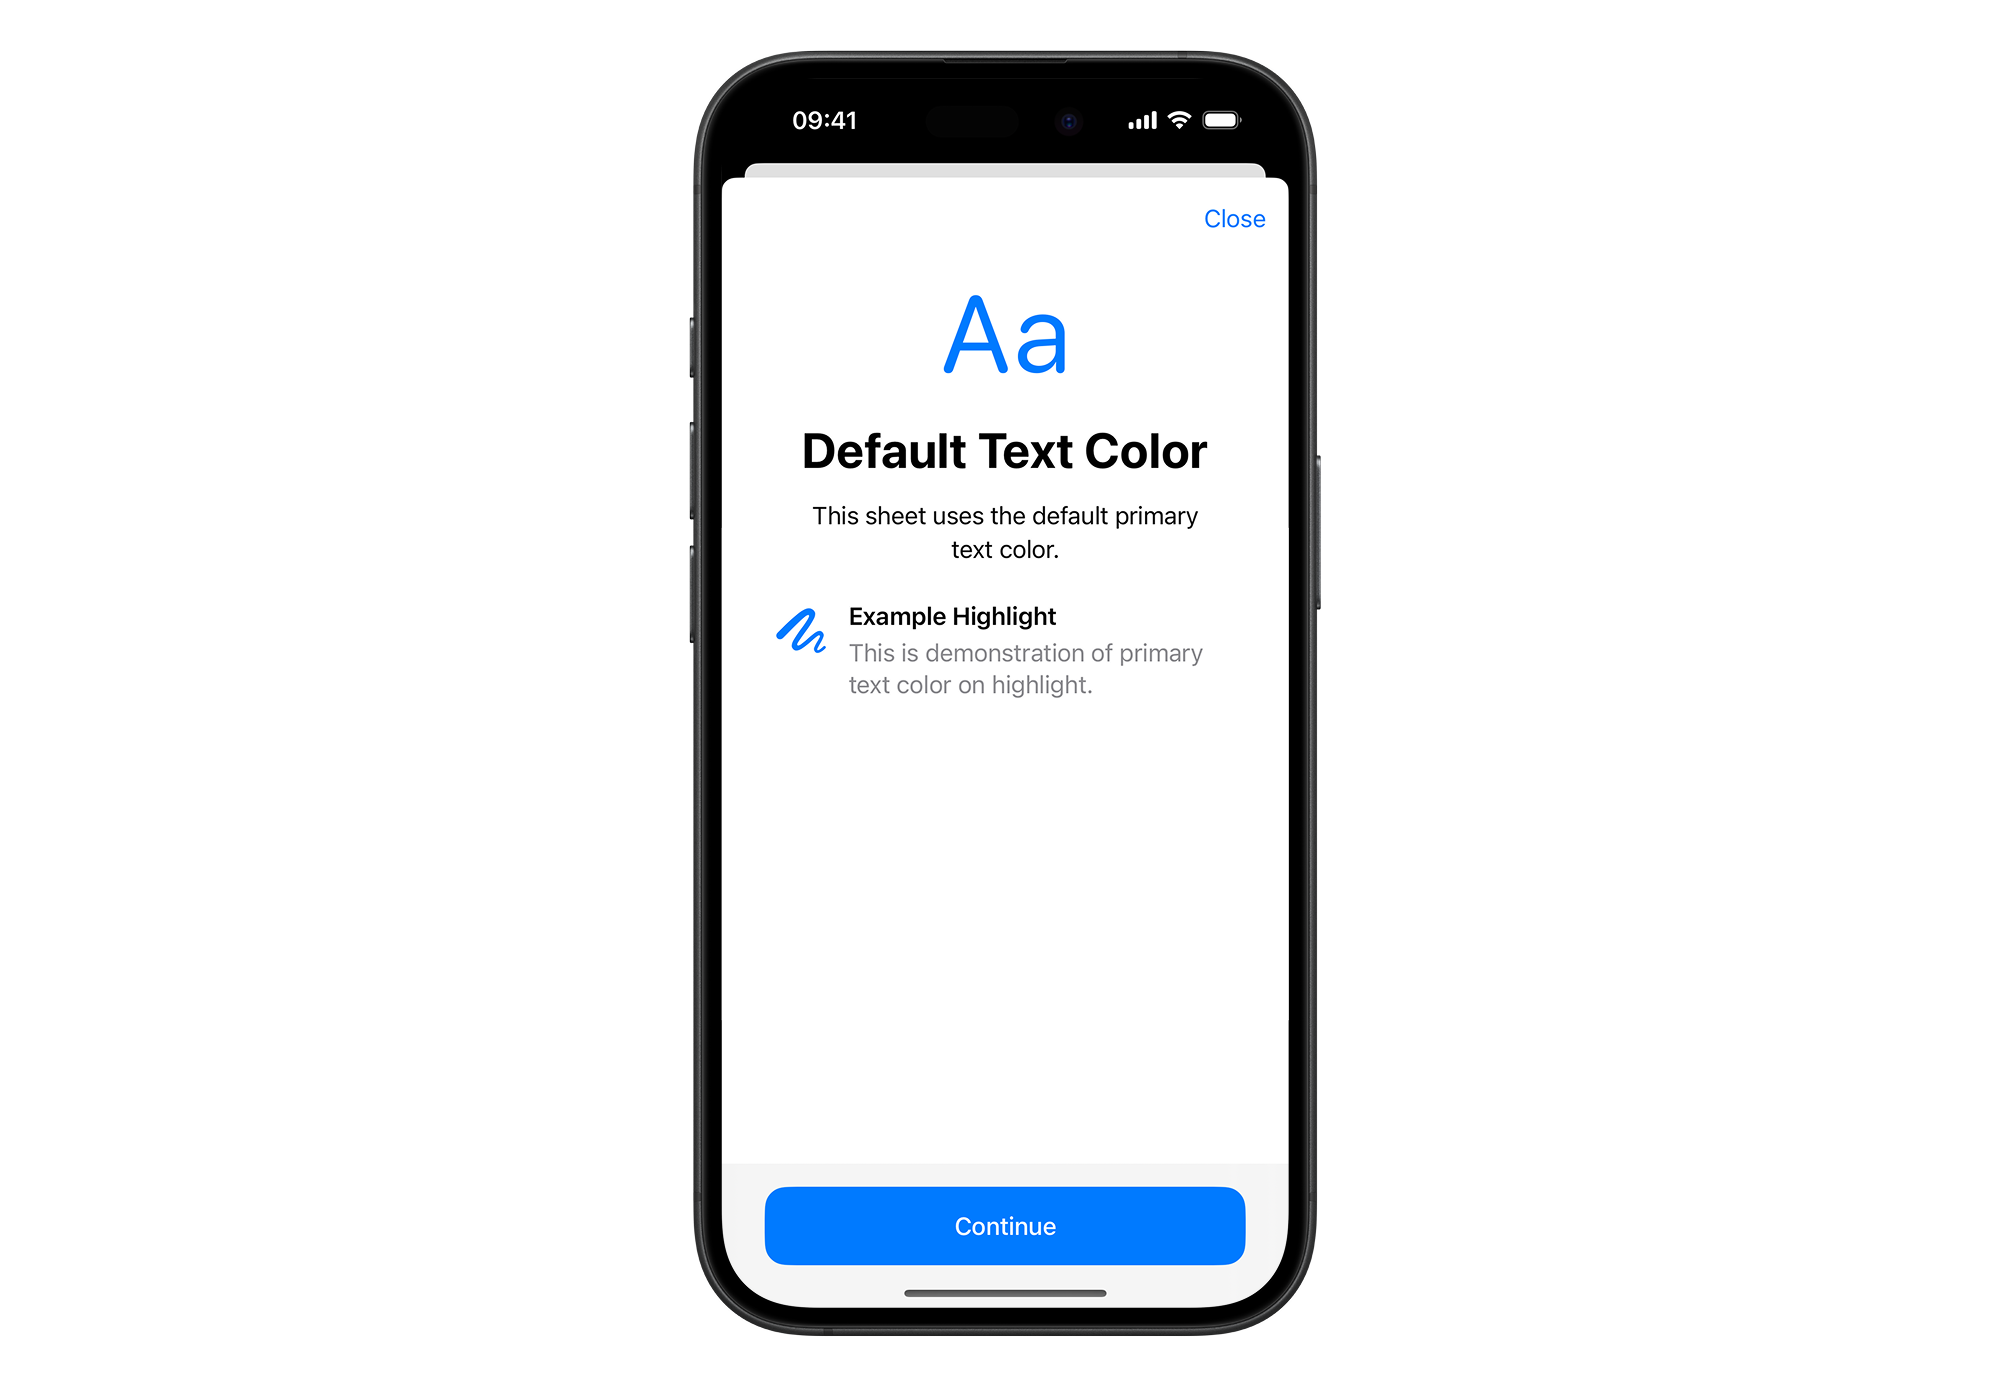 09:41
Close
Aa
Default Text Color
This sheet uses the default primary
text color.
Example Highlight
This is demonstration of primary
text color on highlight.
Continue